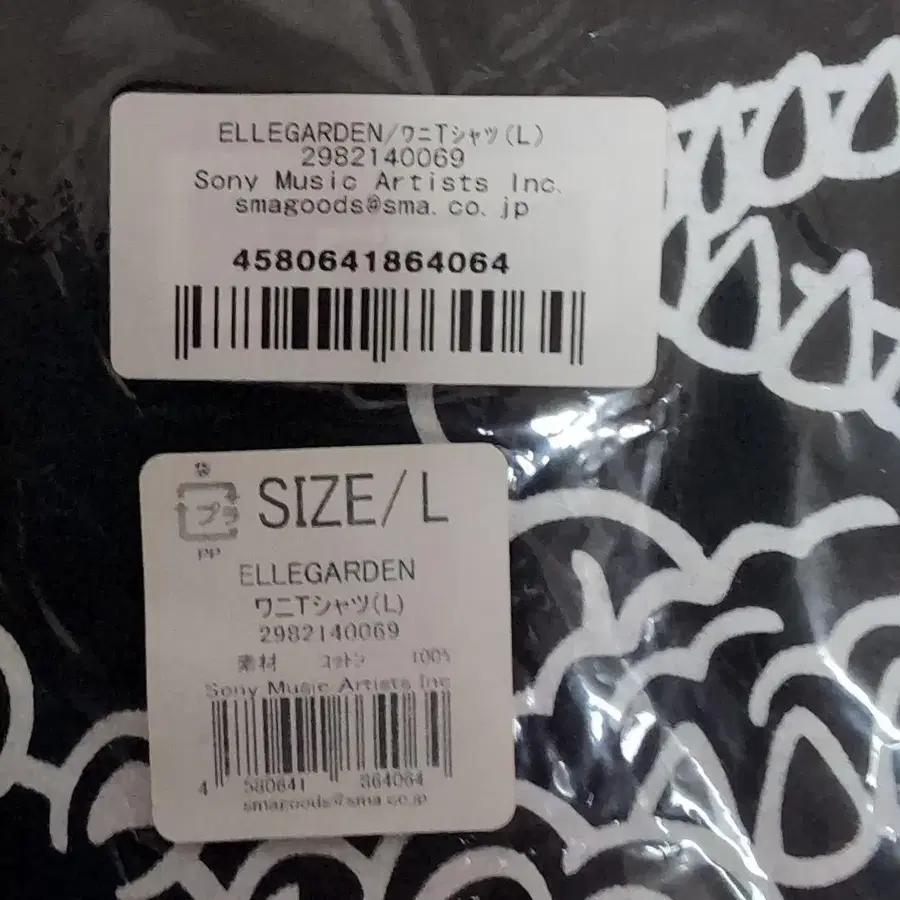 ELLEGARDEN/ﾜﾆTｼｬﾂ(L)
2982140069
Sony Music Artists Inc.
smagoods@sma.co.jp
4580641864064
プラ
PP
SIZE/L
ELLEGARDEN
ワニTシャツ(L)
2982140069
素材 ｺｯﾄﾝ 100%
Sony Music Artists Inc
4 580641 864064
smagoods@sma.co.jp